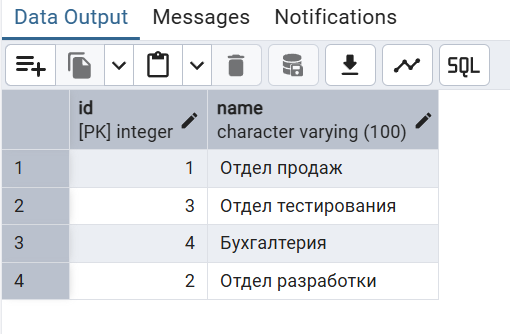 Data Output Messages Notifications
SQL
id name
[PK] integer character varying (100)
1 1 Отдел продаж
2 3 Отдел тестирования
3 4 Бухгалтерия
4 2 Отдел разработки